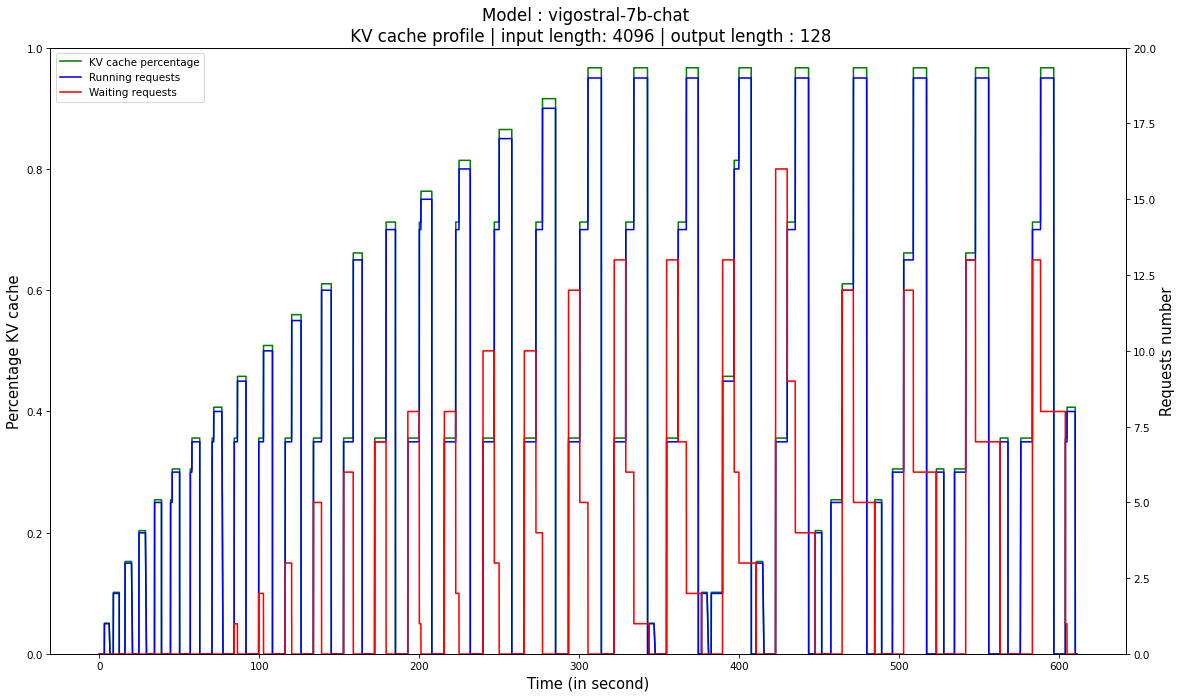 Model : vigostral-7b-chat
KV cache profile | input length: 4096 | output length : 128
KV cache percentage
Running requests
Waiting requests
Percentage KV cache
1.0
0.8
0.6
0.4
0.2
0.0
20.0
17.5
15.0
12.5
10.0
7.5
5.0
2.5
0.0
Requests number
0
100
200
300
400
500
600
Time (in second)